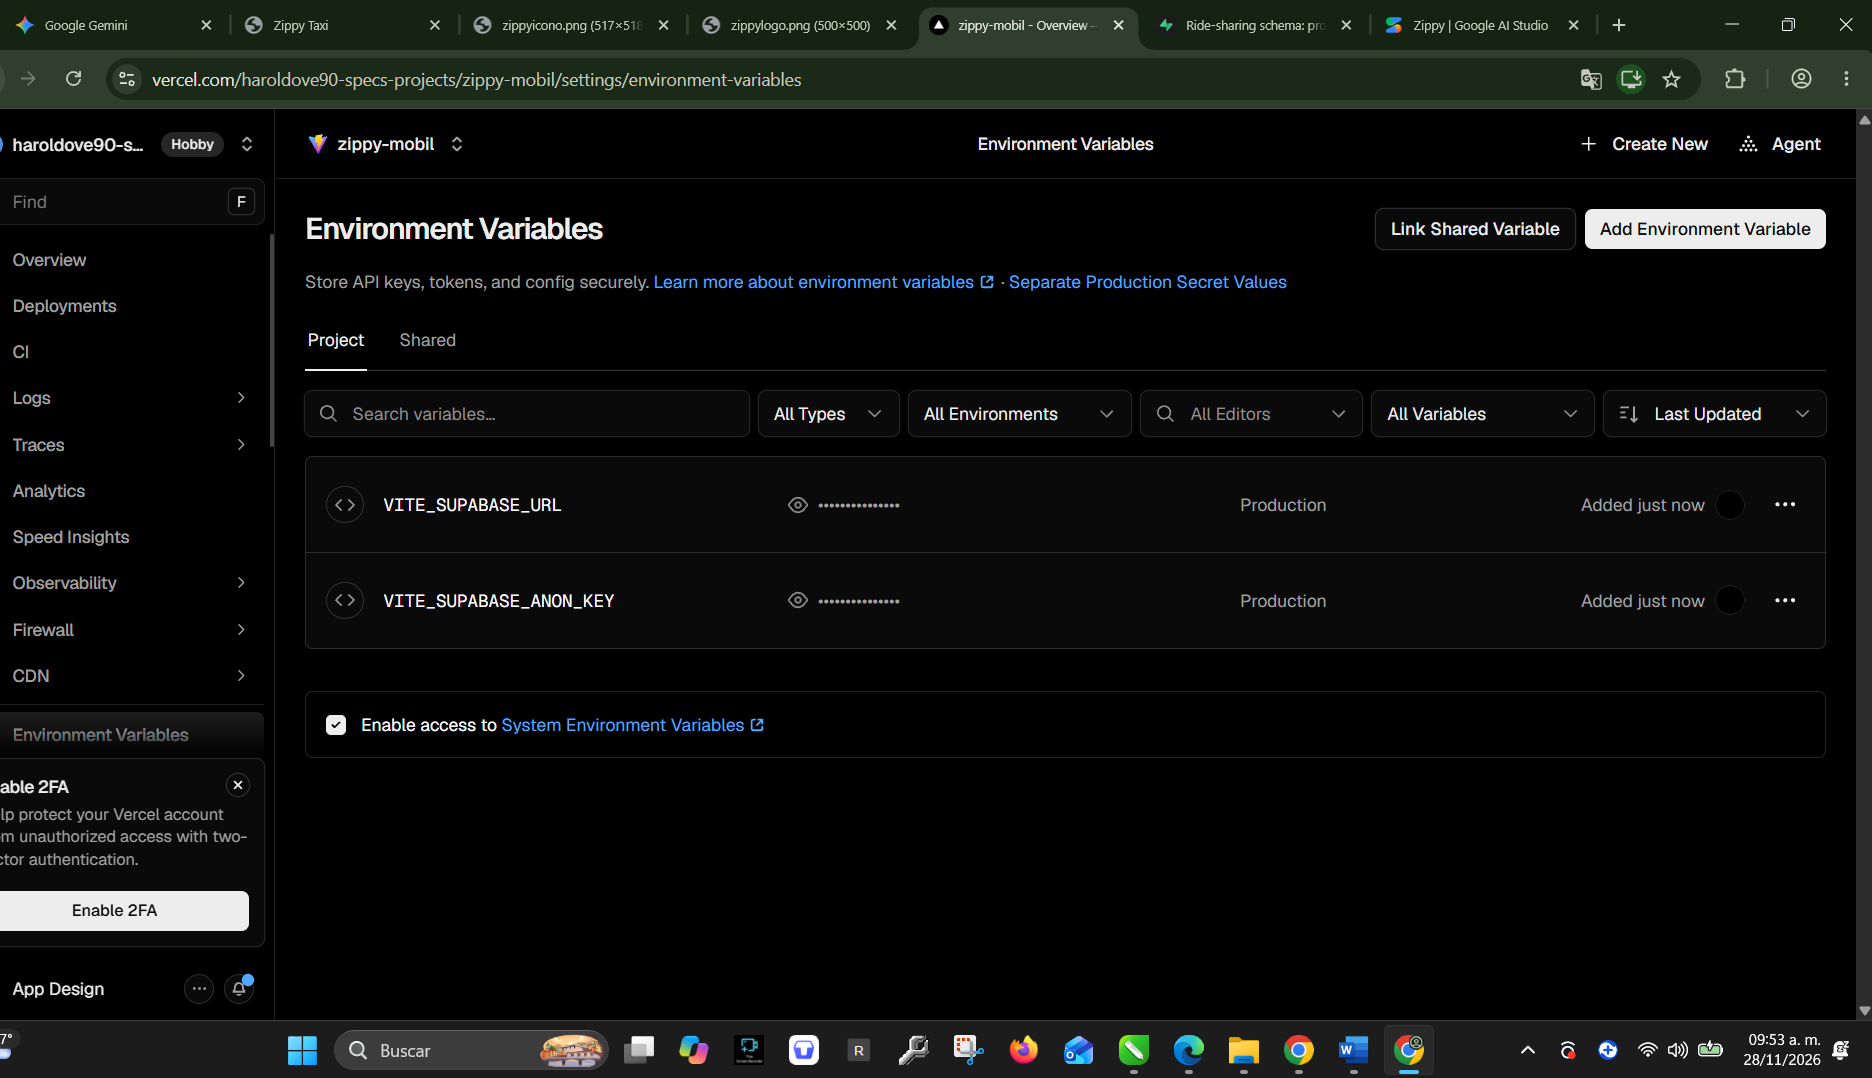 Google Gemini
Zippy Taxi
zippyicono.png (517×518
zippylogo.png (500×500)
zippy-mobil - Overview –
Ride-sharing schema: pro
Zippy | Google AI Studio
vercel.com/haroldove90-specs-projects/zippy-mobil/settings/environment-variables
haroldove90-s...
Hobby
zippy-mobil
Environment Variables
Create New
Agent
Find
F
Overview
Deployments
CI
Logs
Traces
Analytics
Speed Insights
Observability
Firewall
CDN
Environment Variables
able 2FA
lp protect your Vercel account
m unauthorized access with two-
ctor authentication.
Enable 2FA
App Design
Environment Variables
Link Shared Variable
Add Environment Variable
Store API keys, tokens, and config securely. Learn more about environment variables · Separate Production Secret Values
Project
Shared
Search variables...
All Types
All Environments
All Editors
All Variables
Last Updated
VITE_SUPABASE_URL
••••••••••••••
Production
Added just now
VITE_SUPABASE_ANON_KEY
••••••••••••••
Production
Added just now
Enable access to System Environment Variables
7°
Buscar
R
09:53 a. m.
28/11/2026